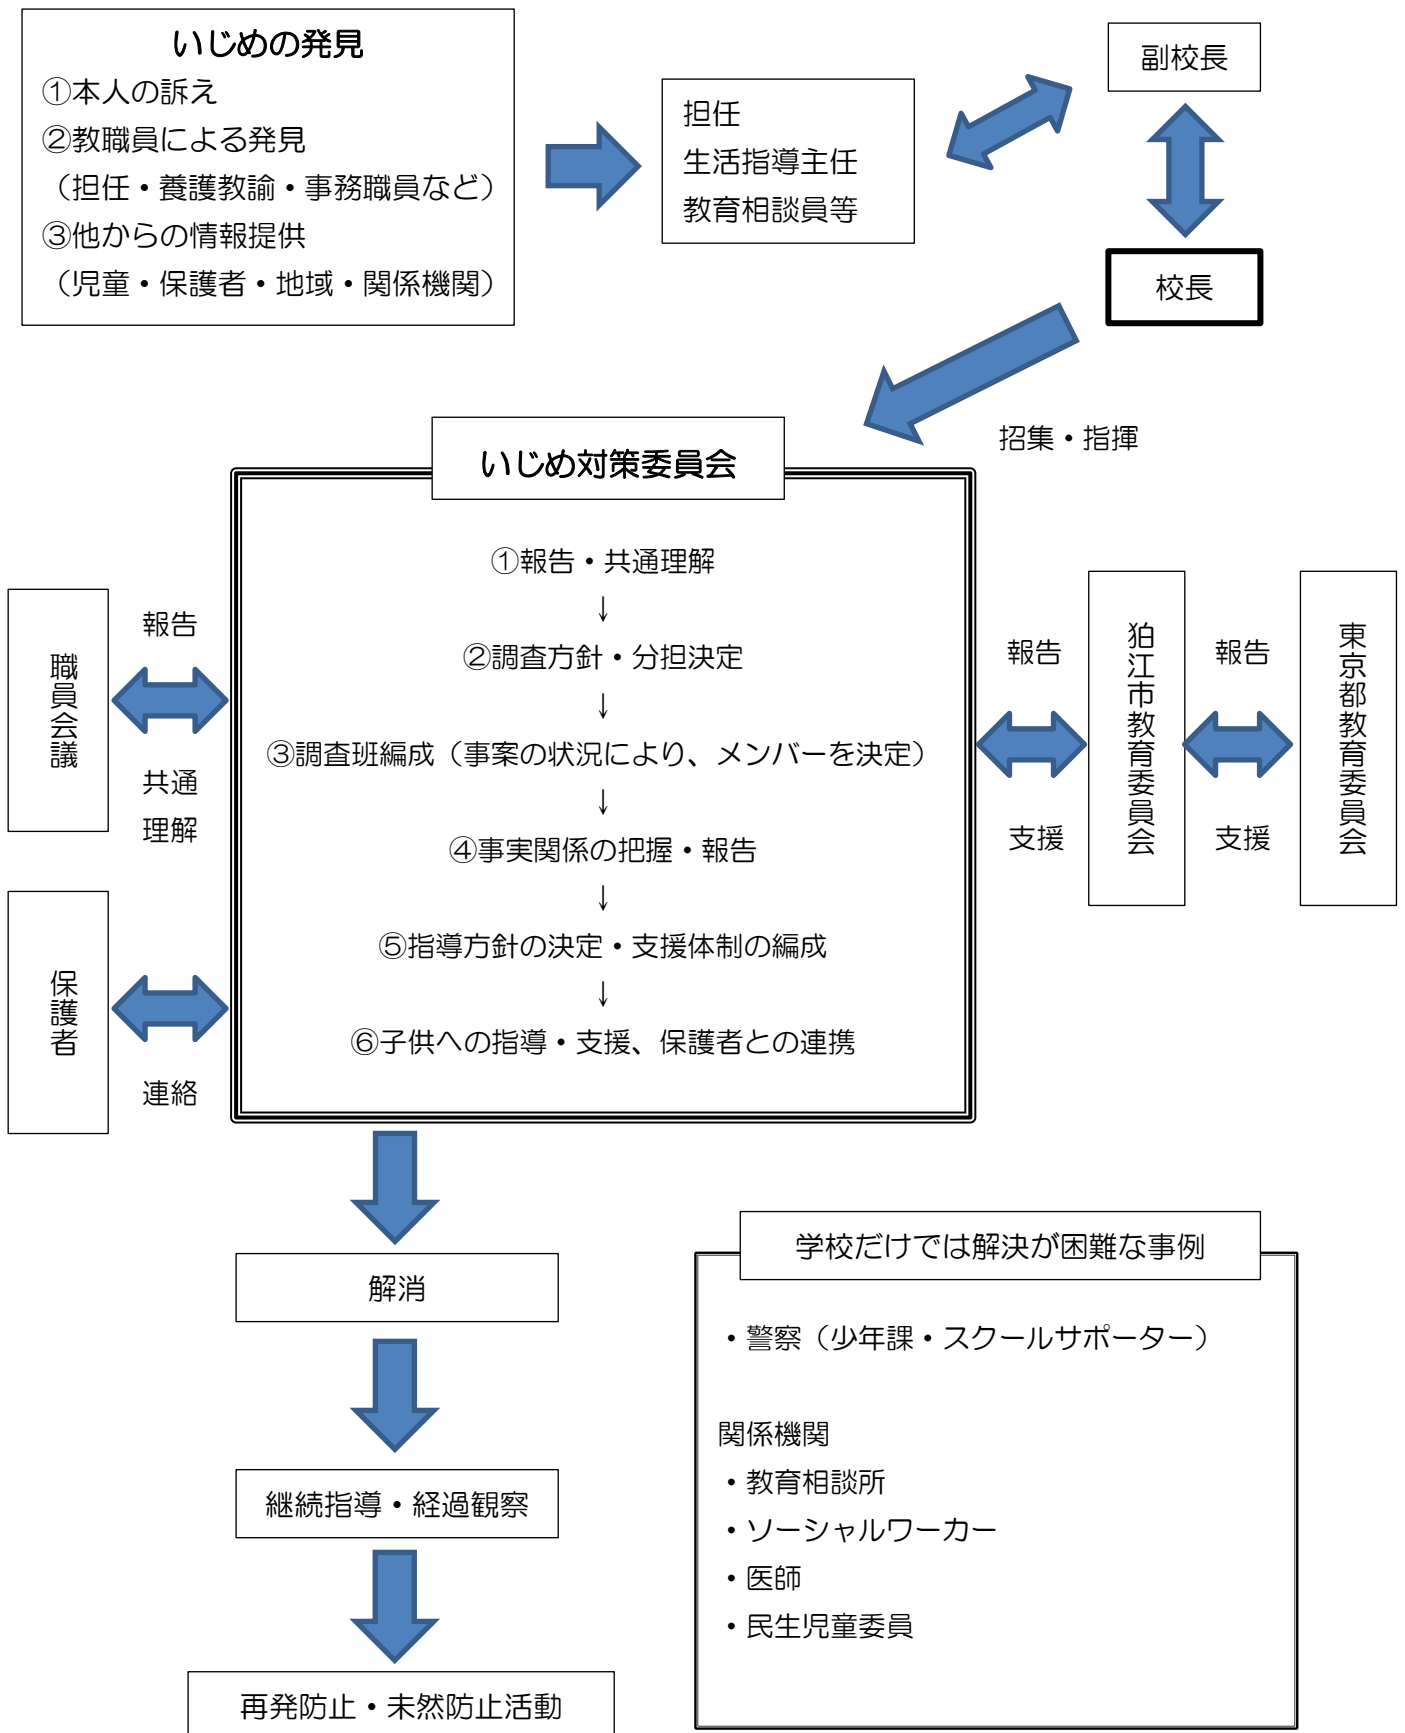 いじめの発見
①本人の訴え
②教職員による発見
（担任・養護教諭・事務職員など）
③他からの情報提供
（児童・保護者・地域・関係機関）
担任
生活指導主任
教育相談員等
副校長
校長
招集・指揮
いじめ対策委員会
①報告・共通理解
↓
②調査方針・分担決定
↓
③調査班編成（事案の状況により、メンバーを決定）
↓
④事実関係の把握・報告
↓
⑤指導方針の決定・支援体制の編成
↓
⑥子供への指導・支援、保護者との連携
職員会議
報告
共通
理解
保護者
連絡
報告
支援
狛江市教育委員会
報告
支援
東京都教育委員会
解消
継続指導・経過観察
再発防止・未然防止活動
学校だけでは解決が困難な事例
・警察（少年課・スクールサポーター）
関係機関
・教育相談所
・ソーシャルワーカー
・医師
・民生児童委員